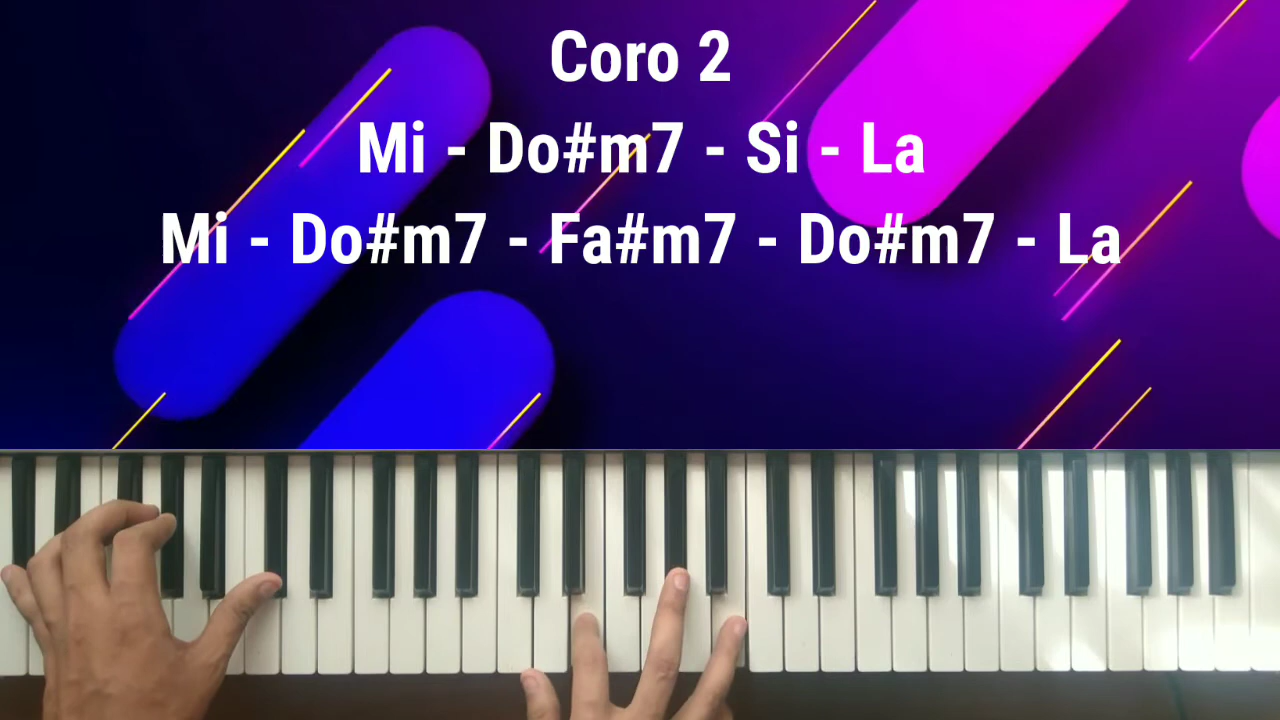 Coro 2
Mi - Do#m7 - Si - La
Mi - Do#m7 - Fa#m7 - Do#m7 - La